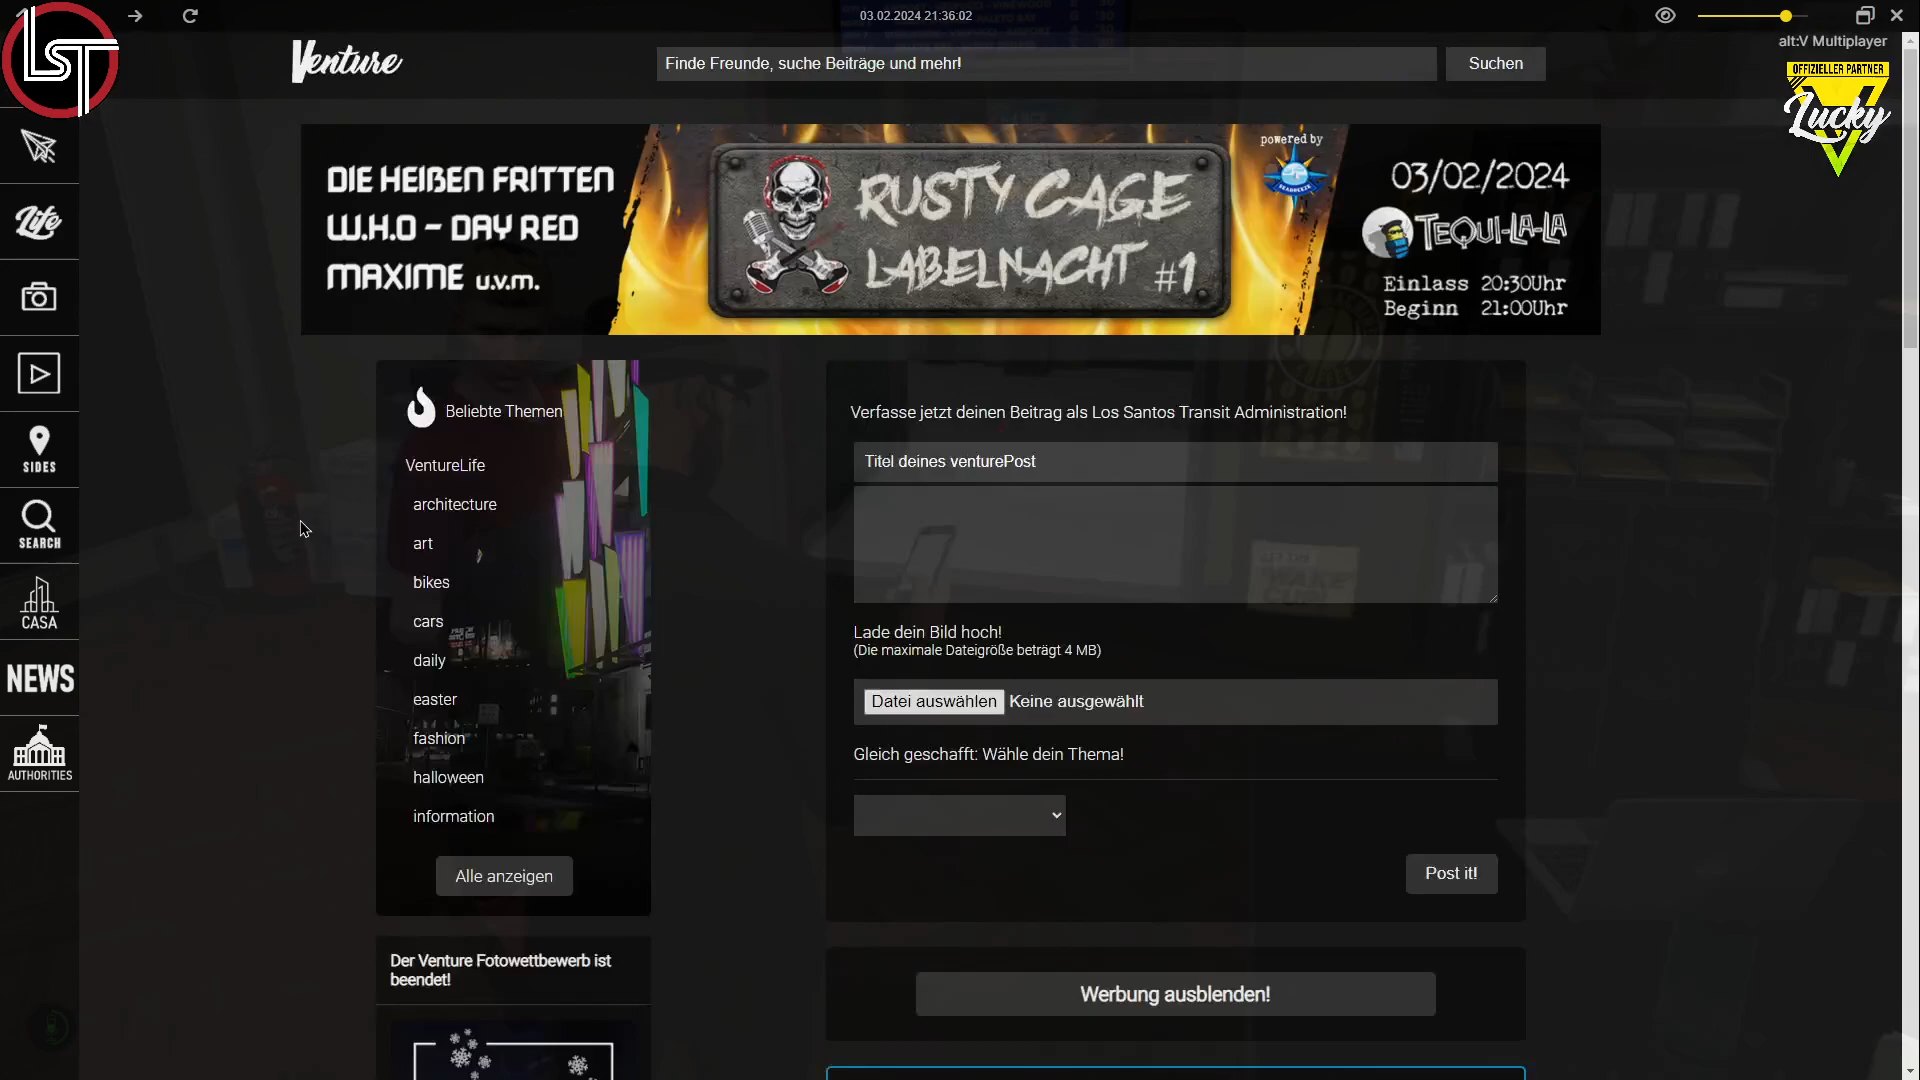 03.02.2024 21:36:02
alt:V Multiplayer
LST
Venture
Finde Freunde, suche Beiträge und mehr!
Suchen
OFFIZIELLER PARTNER
Lucky
V
DIE HEIßEN FRITTEN
W.H.O - DAY RED
MAXIME u.v.m.
RUSTY CAGE
LABELNACHT #1
powered by
03/02/2024
TEQUI-LA-LA
Einlass 20:30Uhr
Beginn 21:00Uhr
Life
SIDES
SEARCH
CASA
NEWS
AUTHORITIES
Beliebte Themen
VentureLife
architecture
art
bikes
cars
daily
easter
fashion
halloween
information
Alle anzeigen
Der Venture Fotowettbewerb ist
beendet!
Verfasse jetzt deinen Beitrag als Los Santos Transit Administration!
Titel deines venturePost
Lade dein Bild hoch!
(Die maximale Dateigröße beträgt 4 MB)
Datei auswählen Keine ausgewählt
Gleich geschafft: Wähle dein Thema!
Post it!
Werbung ausblenden!